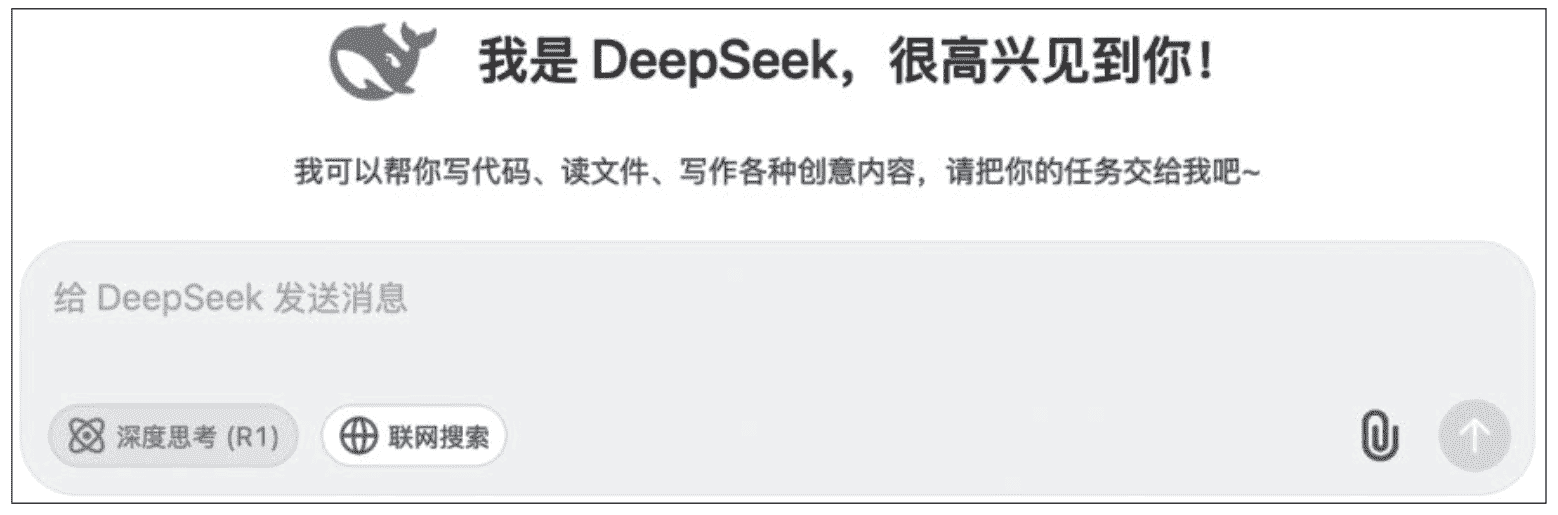 我是 DeepSeek，很高兴见到你！
我可以帮你写代码、读文件、写作各种创意内容，请把你的任务交给我吧~
给 DeepSeek 发送消息
深度思考 (R1) 联网搜索